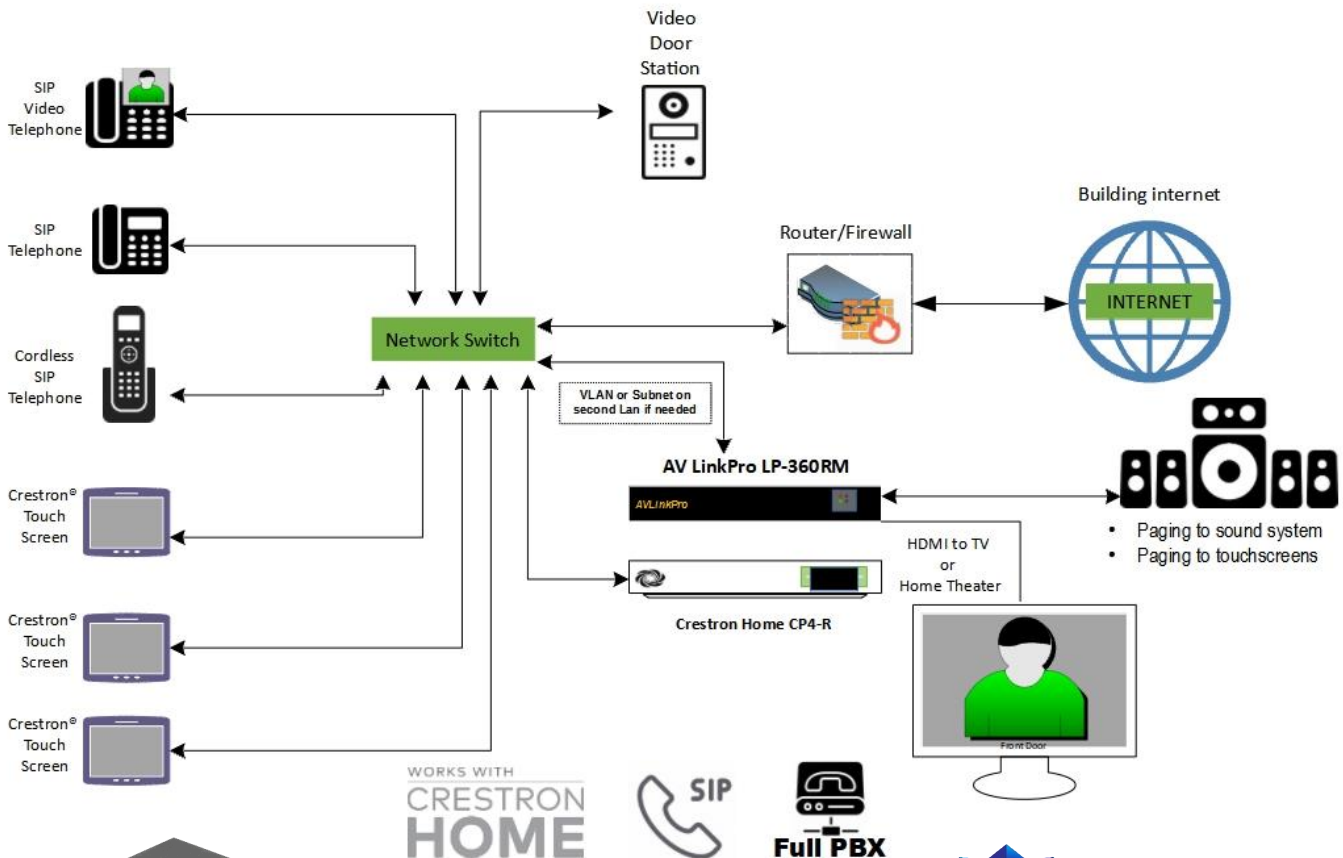 Video
Door
Station
SIP
Video
Telephone
Building internet
SIP
Telephone
Router/Firewall
INTERNET
Network Switch
Cordless
SIP
Telephone
VLAN or Subnet on
second Lan if needed
AV LinkPro LP-360RM
AVLinkPro
Crestron®
Touch
Screen
• Paging to sound system
• Paging to touchscreens
HDMI to TV
or
Home Theater
Crestron Home CP4-R
Crestron®
Touch
Screen
Crestron®
Touch
Screen
Front Door
WORKS WITH
CRESTRON
HOME
SIP
Full PBX